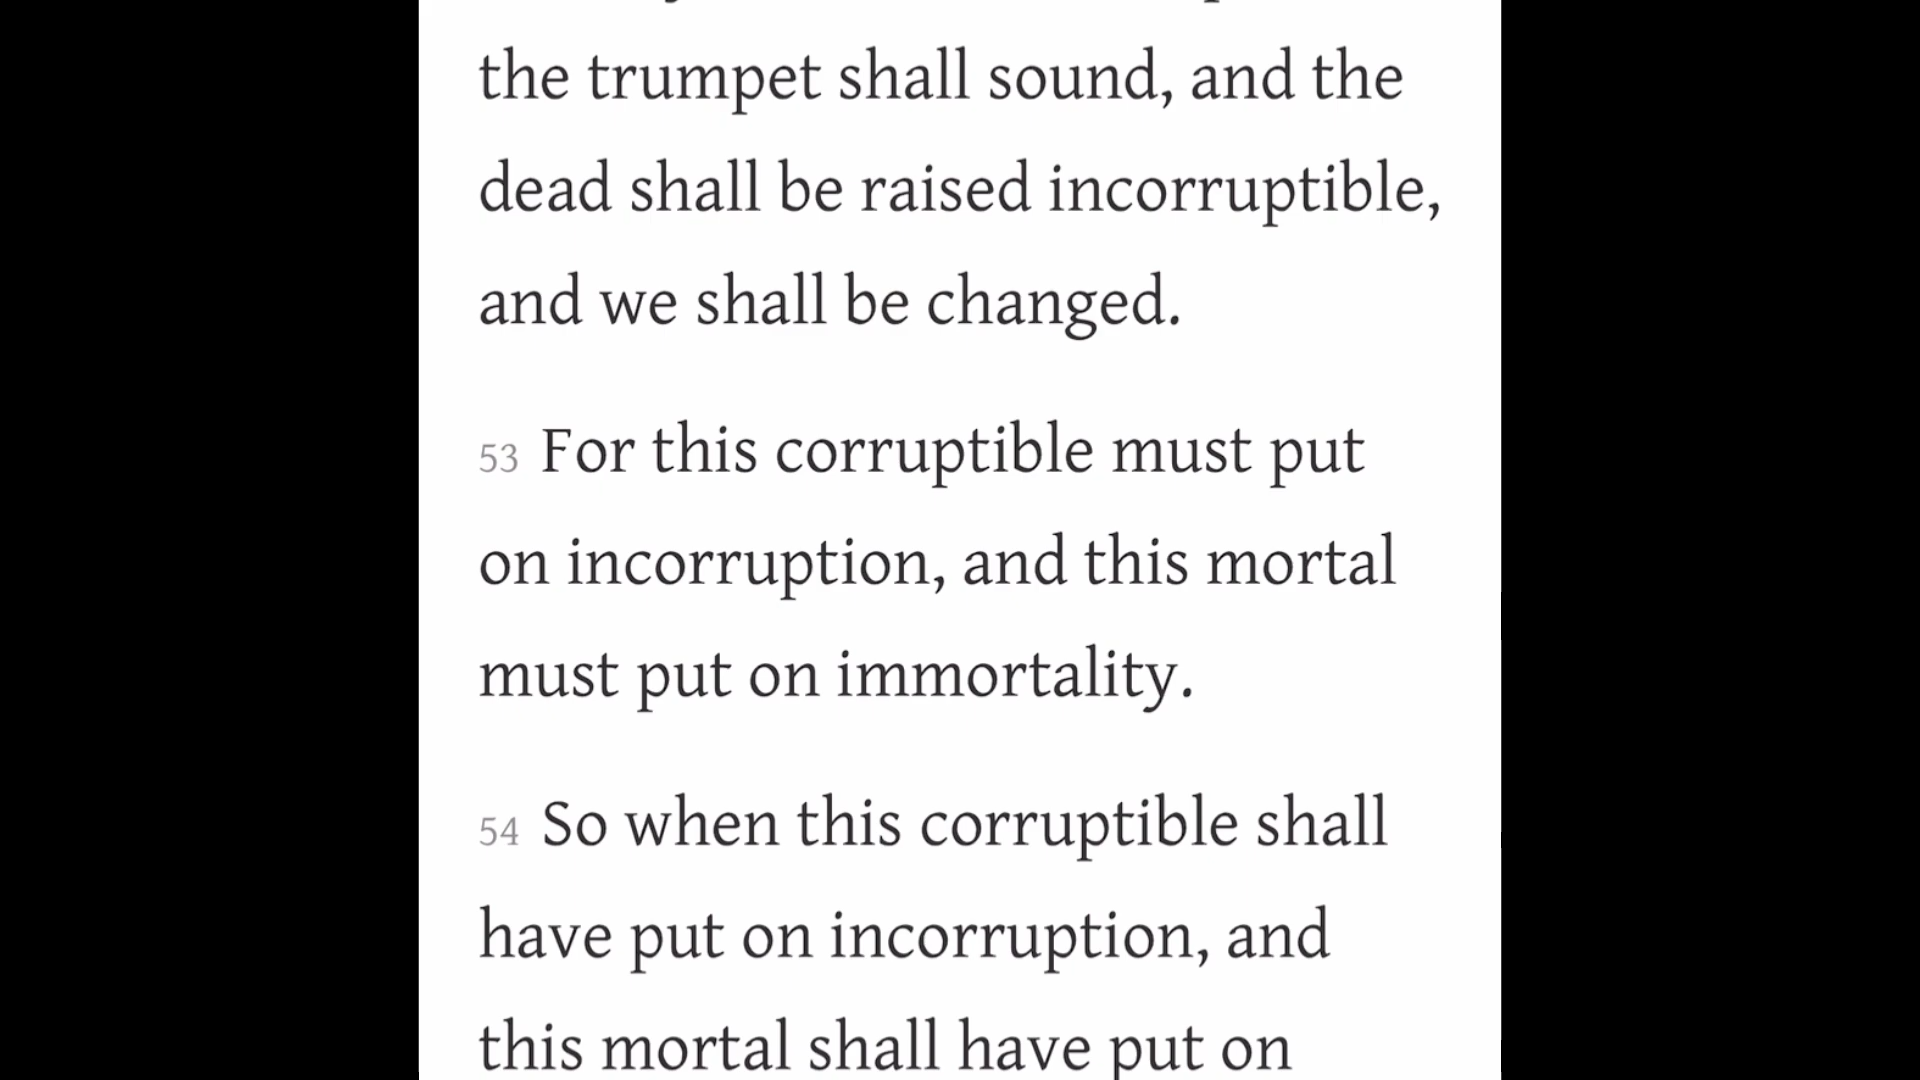 the trumpet shall sound, and the
dead shall be raised incorruptible,
and we shall be changed.
53 For this corruptible must put
on incorruption, and this mortal
must put on immortality.
54 So when this corruptible shall
have put on incorruption, and
this mortal shall have put on